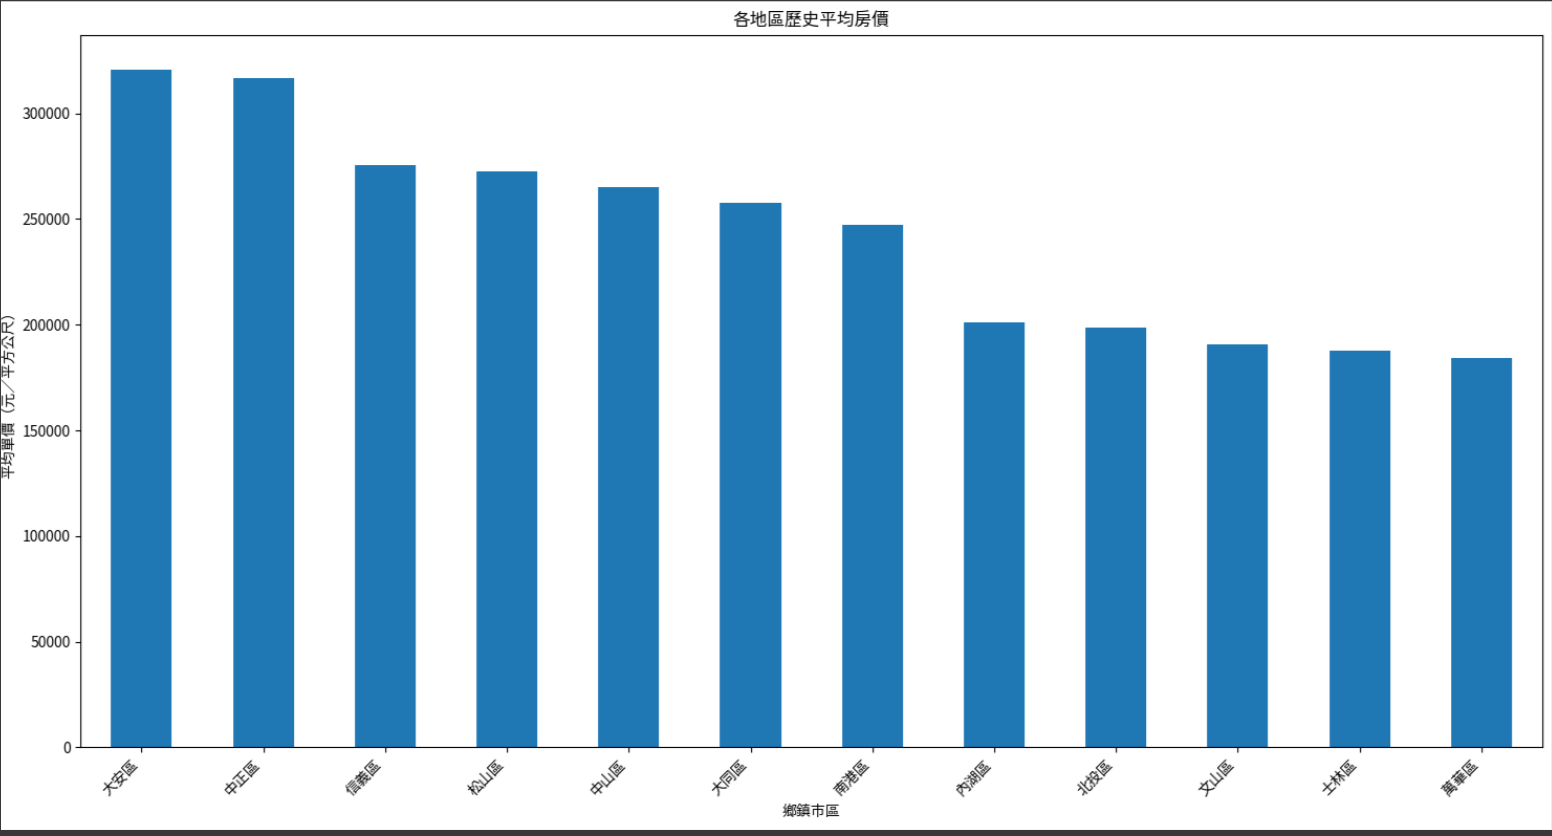 各地區歷史平均房價
平均單價（元／平方公尺）
300000
250000
200000
150000
100000
50000
0
大安區
中正區
信義區
松山區
中山區
大同區
南港區
內湖區
北投區
文山區
士林區
萬華區
鄉鎮市區